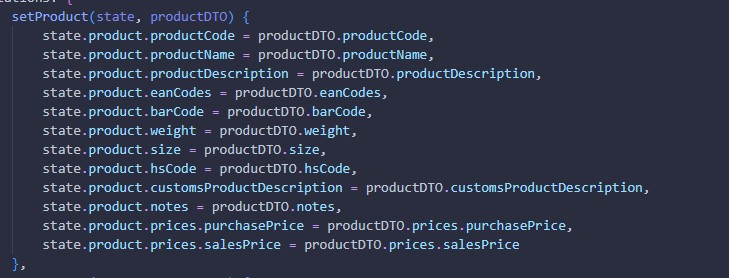 setProduct(state, productDTO) {
state.product.productCode = productDTO.productCode,
state.product.productName = productDTO.productName,
state.product.productDescription = productDTO.productDescription,
state.product.eanCodes = productDTO.eanCodes,
state.product.barCode = productDTO.barCode,
state.product.weight = productDTO.weight,
state.product.size = productDTO.size,
state.product.hsCode = productDTO.hsCode,
state.product.customsProductDescription = productDTO.customsProductDescription,
state.product.notes = productDTO.notes,
state.product.prices.purchasePrice = productDTO.prices.purchasePrice,
state.product.prices.salesPrice = productDTO.prices.salesPrice
},